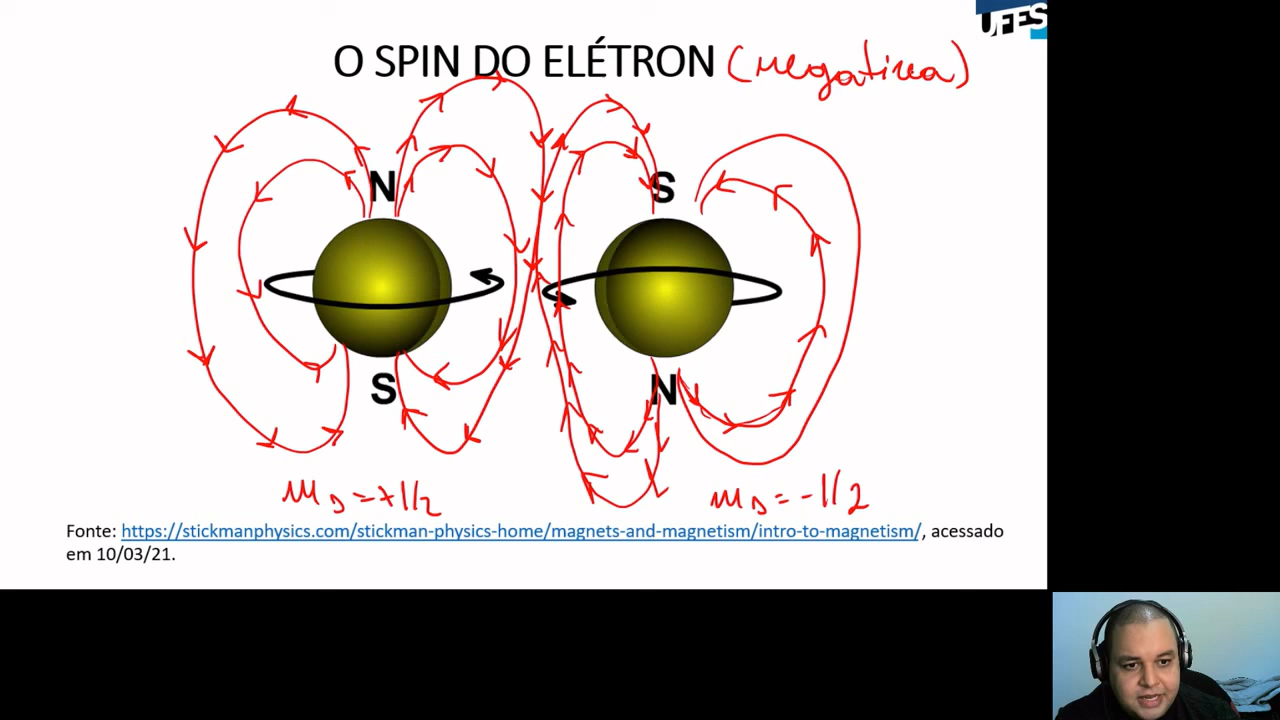 UFES
O SPIN DO ELÉTRON (negativa)
N S
S N
ms = +1/2 ms = -1/2
Fonte: https://stickmanphysics.com/stickman-physics-home/magnets-and-magnetism/intro-to-magnetism/, acessado
em 10/03/21.